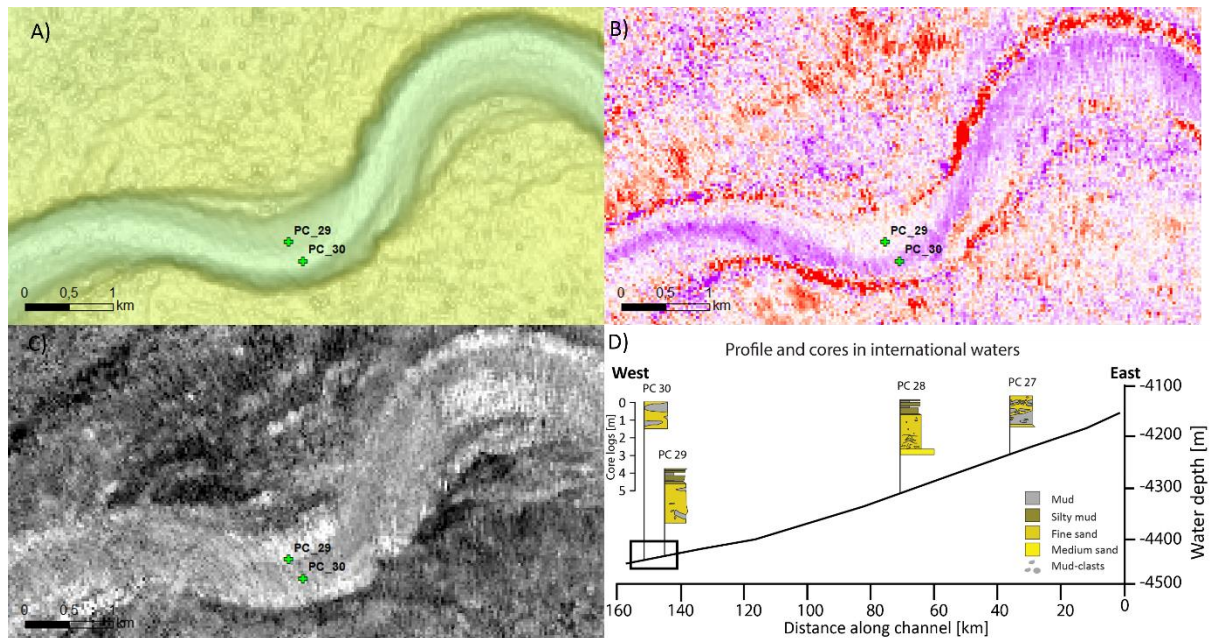 A)
PC_29
PC_30
0 0,5 1
km
B)
PC_29
PC_30
0 0,5 1
km
C)
PC_29
PC_30
0 0,5 1
km
D)
Profile and cores in international waters
West
East
PC 30
PC 29
PC 28
PC 27
0
1
2
3
4
5
Core logs [m]
Mud
Silty mud
Fine sand
Medium sand
Mud-clasts
-4100
-4200
-4300
-4400
-4500
Water depth [m]
160 140 120 100 80 60 40 20 0
Distance along channel [km]